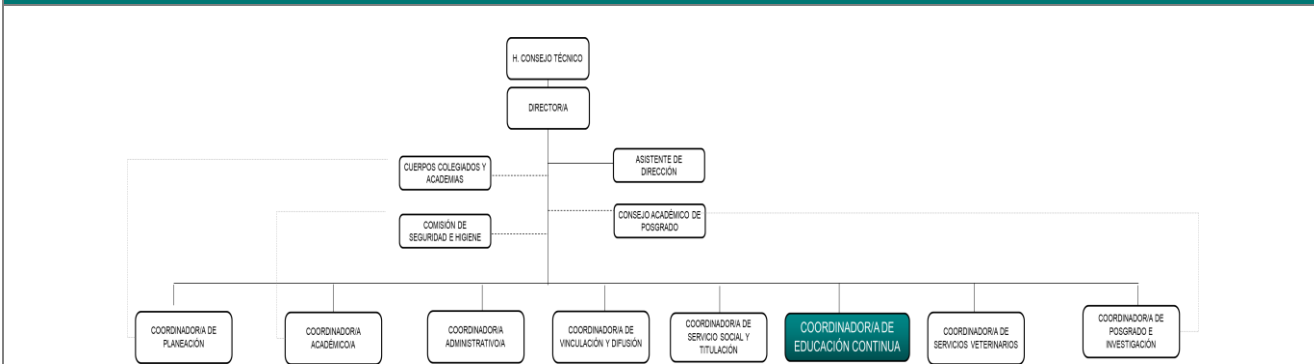 H. CONSEJO TÉCNICO
DIRECTOR/A
CUERPOS COLEGIADOS Y
ACADEMIAS
ASISTENTE DE
DIRECCIÓN
COMISIÓN DE
SEGURIDAD E HIGIENE
CONSEJO ACADÉMICO DE
POSGRADO
COORDINADOR/A DE
PLANEACIÓN
COORDINADOR/A
ACADÉMICO/A
COORDINADOR/A
ADMINISTRATIVO/A
COORDINADOR/A DE
VINCULACIÓN Y DIFUSIÓN
COORDINADOR/A DE
SERVICIO SOCIAL Y
TITULACIÓN
COORDINADOR/A DE
EDUCACIÓN CONTINUA
COORDINADOR/A DE
SERVICIOS VETERINARIOS
COORDINADOR/A DE
POSGRADO E
INVESTIGACIÓN